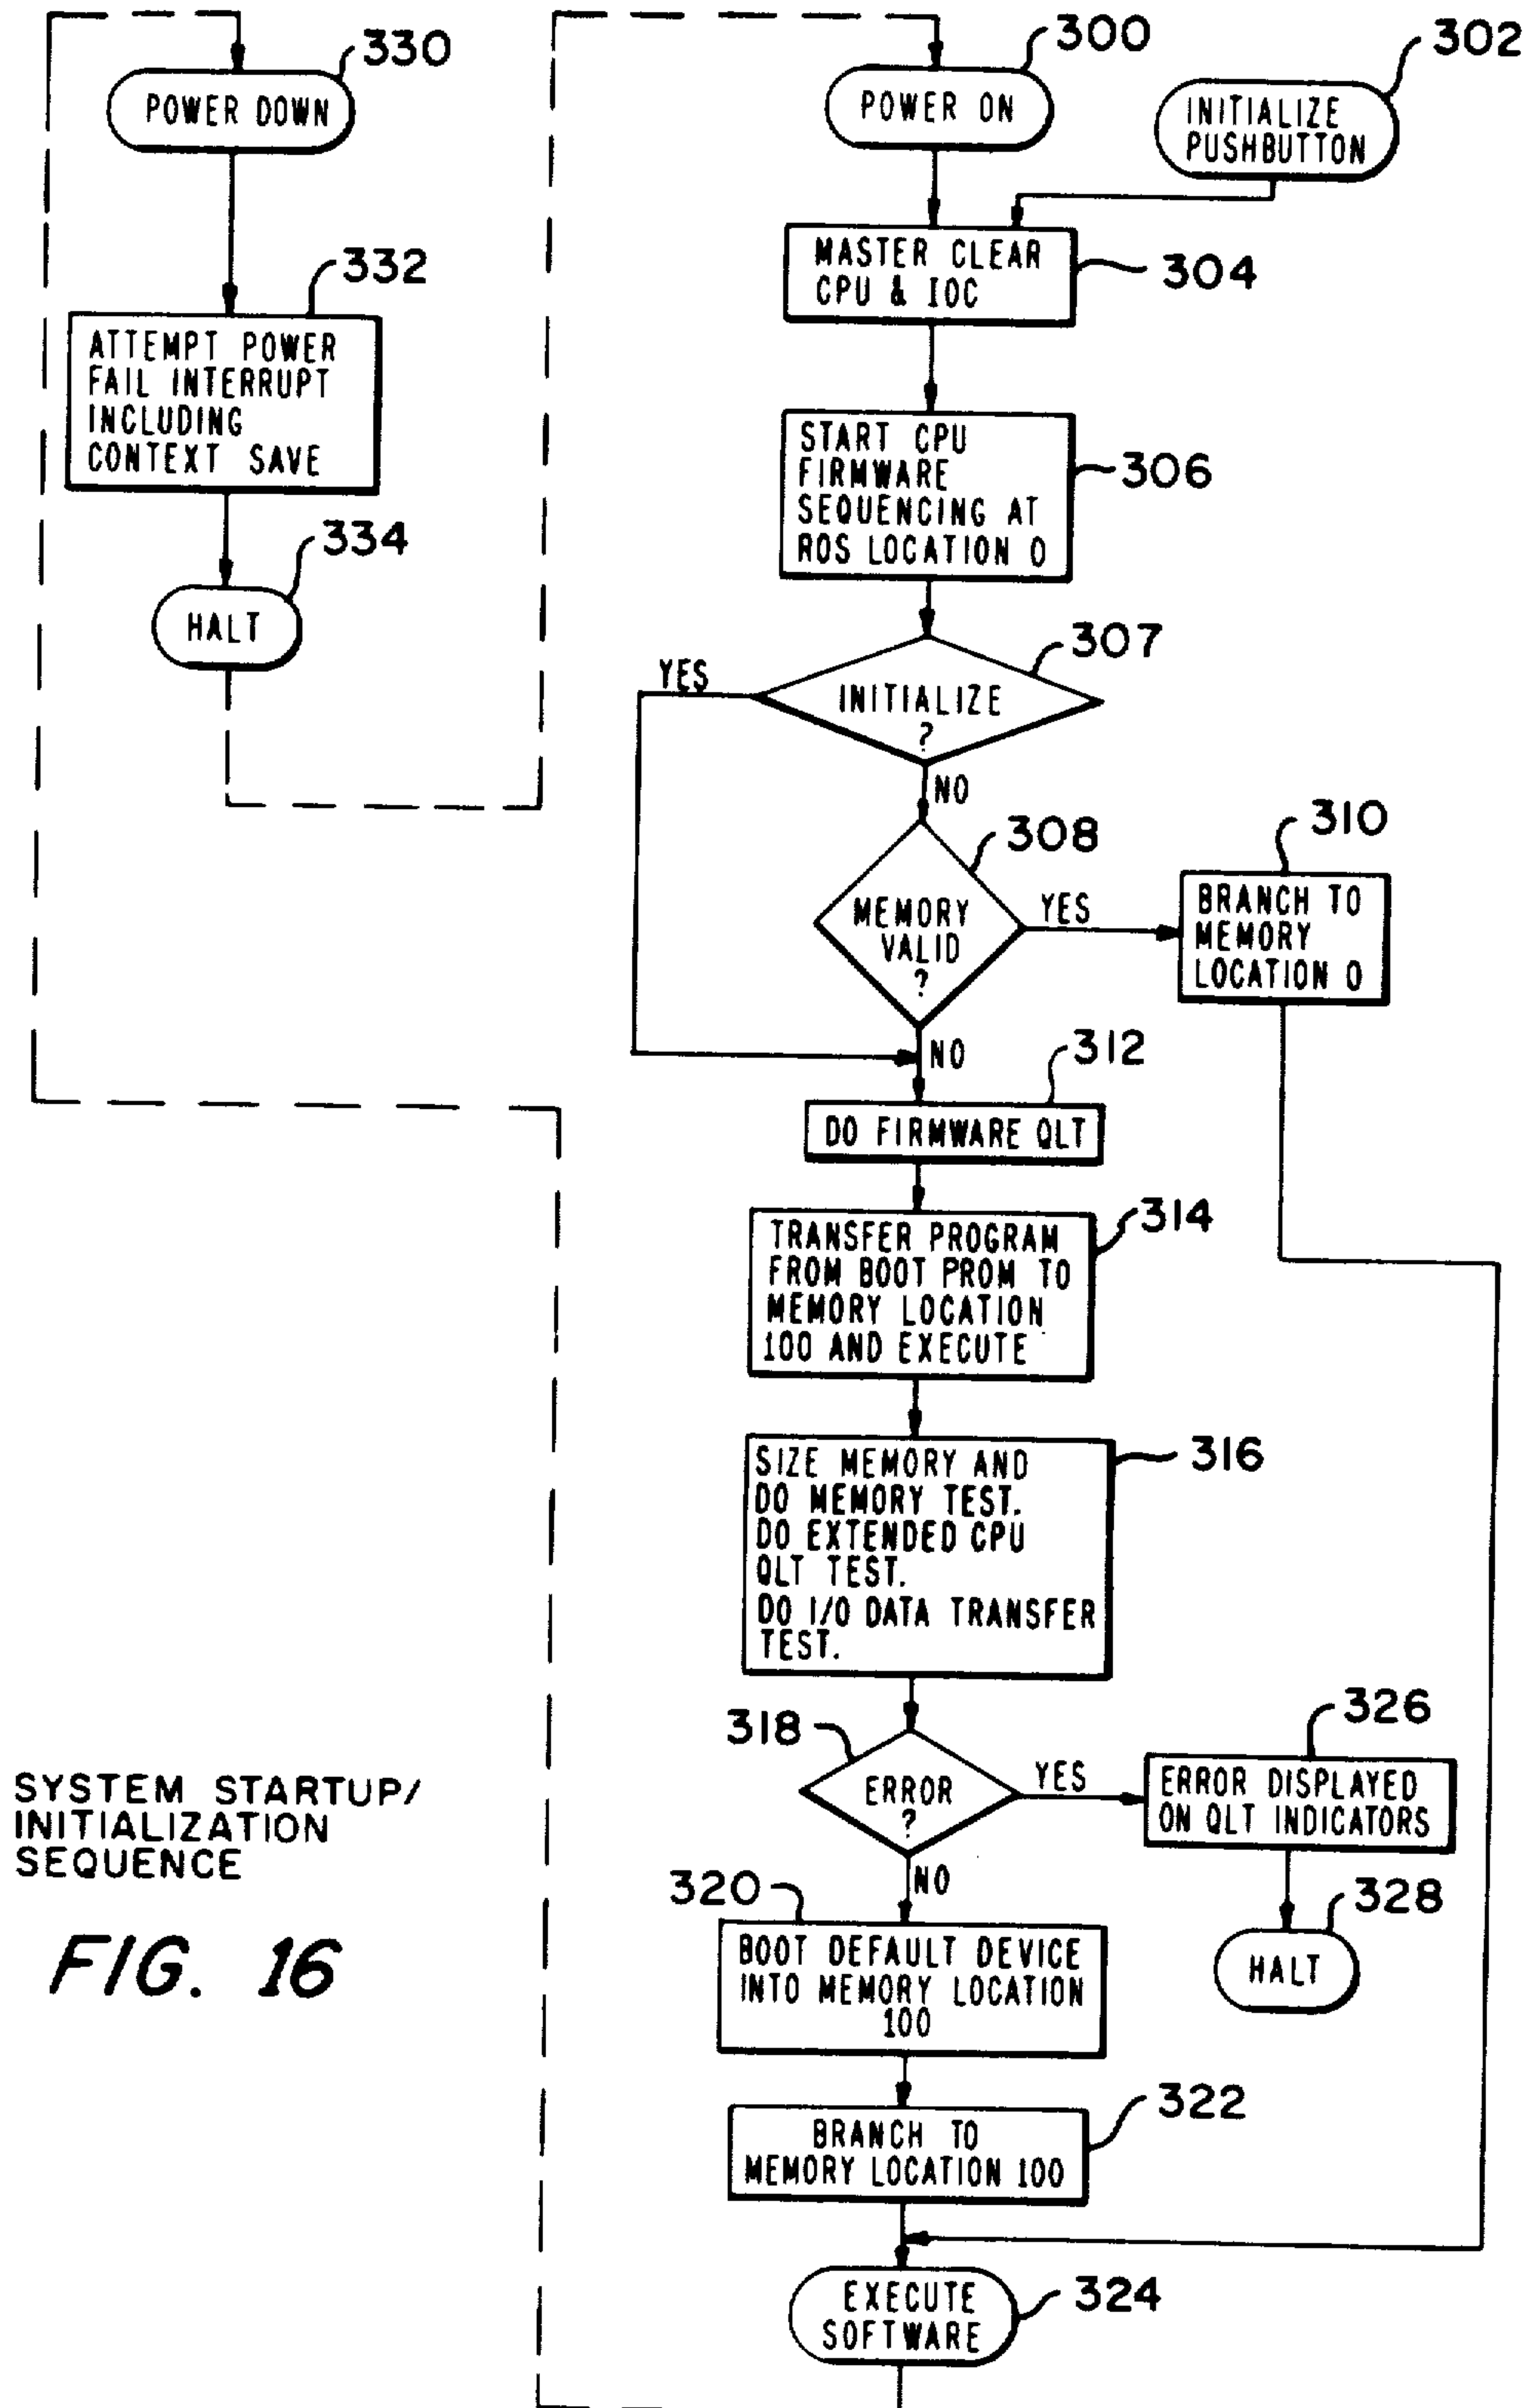 330
POWER DOWN
332
ATTEMPT POWER
FAIL INTERRUPT
INCLUDING
CONTEXT SAVE
334
HALT
300
POWER ON
302
INITIALIZE
PUSHBUTTON
MASTER CLEAR
CPU & IOC
304
START CPU
FIRMWARE
SEQUENCING AT
ROS LOCATION 0
306
307
YES
INITIALIZE
?
NO
308
MEMORY
VALID
?
YES
310
BRANCH TO
MEMORY
LOCATION 0
NO
312
DO FIRMWARE QLT
314
TRANSFER PROGRAM
FROM BOOT PROM TO
MEMORY LOCATION
100 AND EXECUTE
316
SIZE MEMORY AND
DO MEMORY TEST.
DO EXTENDED CPU
QLT TEST.
DO I/O DATA TRANSFER
TEST.
318
ERROR
?
YES
326
ERROR DISPLAYED
ON QLT INDICATORS
328
HALT
NO
320
BOOT DEFAULT DEVICE
INTO MEMORY LOCATION
100
322
BRANCH TO
MEMORY LOCATION 100
EXECUTE
SOFTWARE
324
SYSTEM STARTUP/
INITIALIZATION
SEQUENCE
FIG. 16